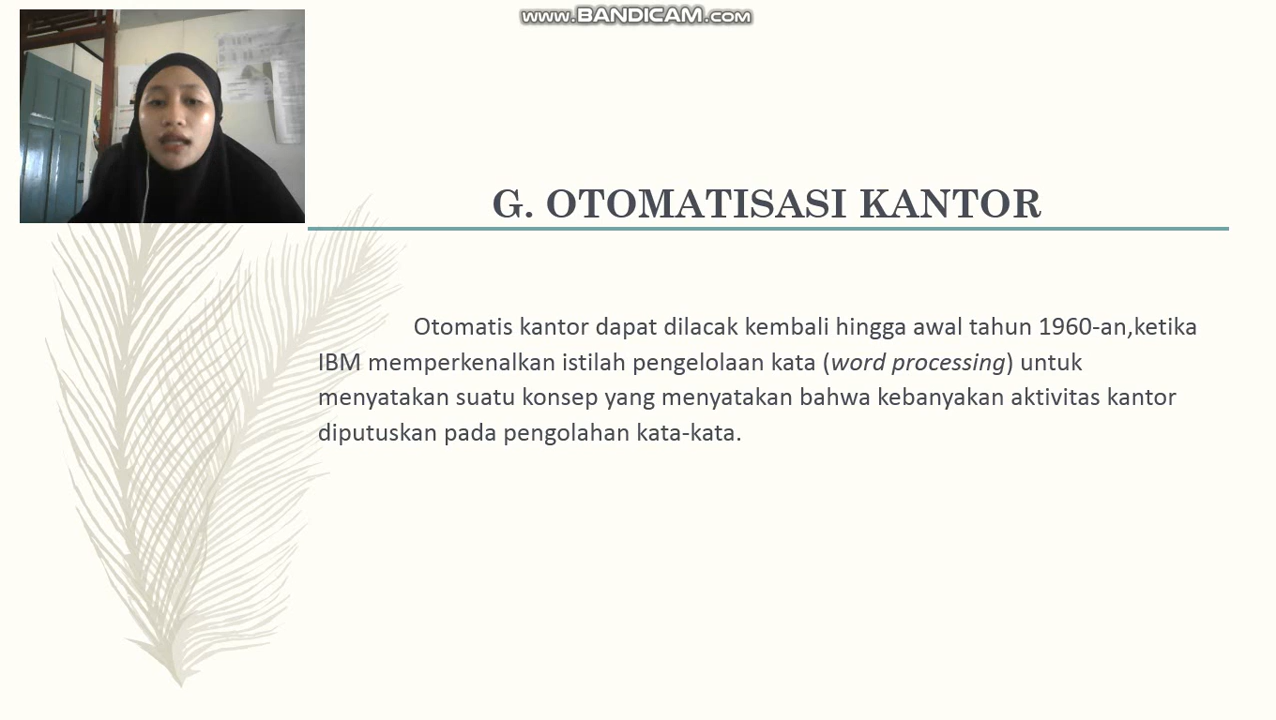 www.BANDICAM.com
G. OTOMATISASI KANTOR
Otomatis kantor dapat dilacak kembali hingga awal tahun 1960-an,ketika
IBM memperkenalkan istilah pengelolaan kata (word processing) untuk
menyatakan suatu konsep yang menyatakan bahwa kebanyakan aktivitas kantor
diputuskan pada pengolahan kata-kata.